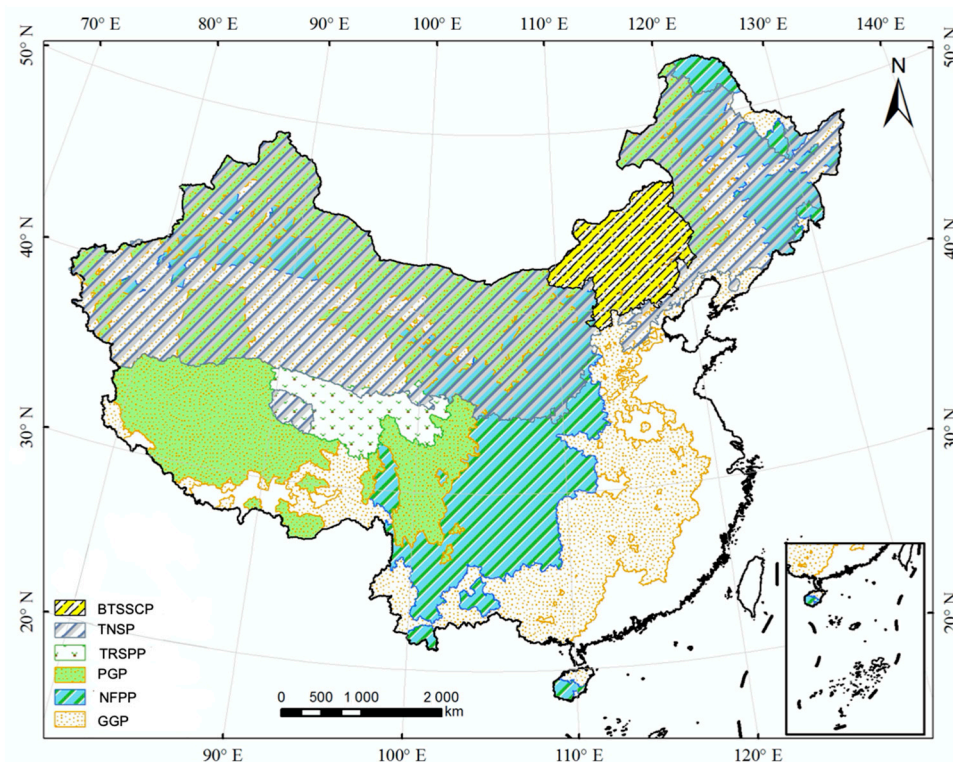 70° E 80° E 90° E 100° E 110° E 120° E 130° E 140° E
50° N 50° N
N
40° N 40° N
30° N 30° N
20° N 20° N
BTSSCP
TNSP
TRSPP
PGP
NFPP
GGP
0 500 1 000 2 000
km
90° E 100° E 110° E 120° E